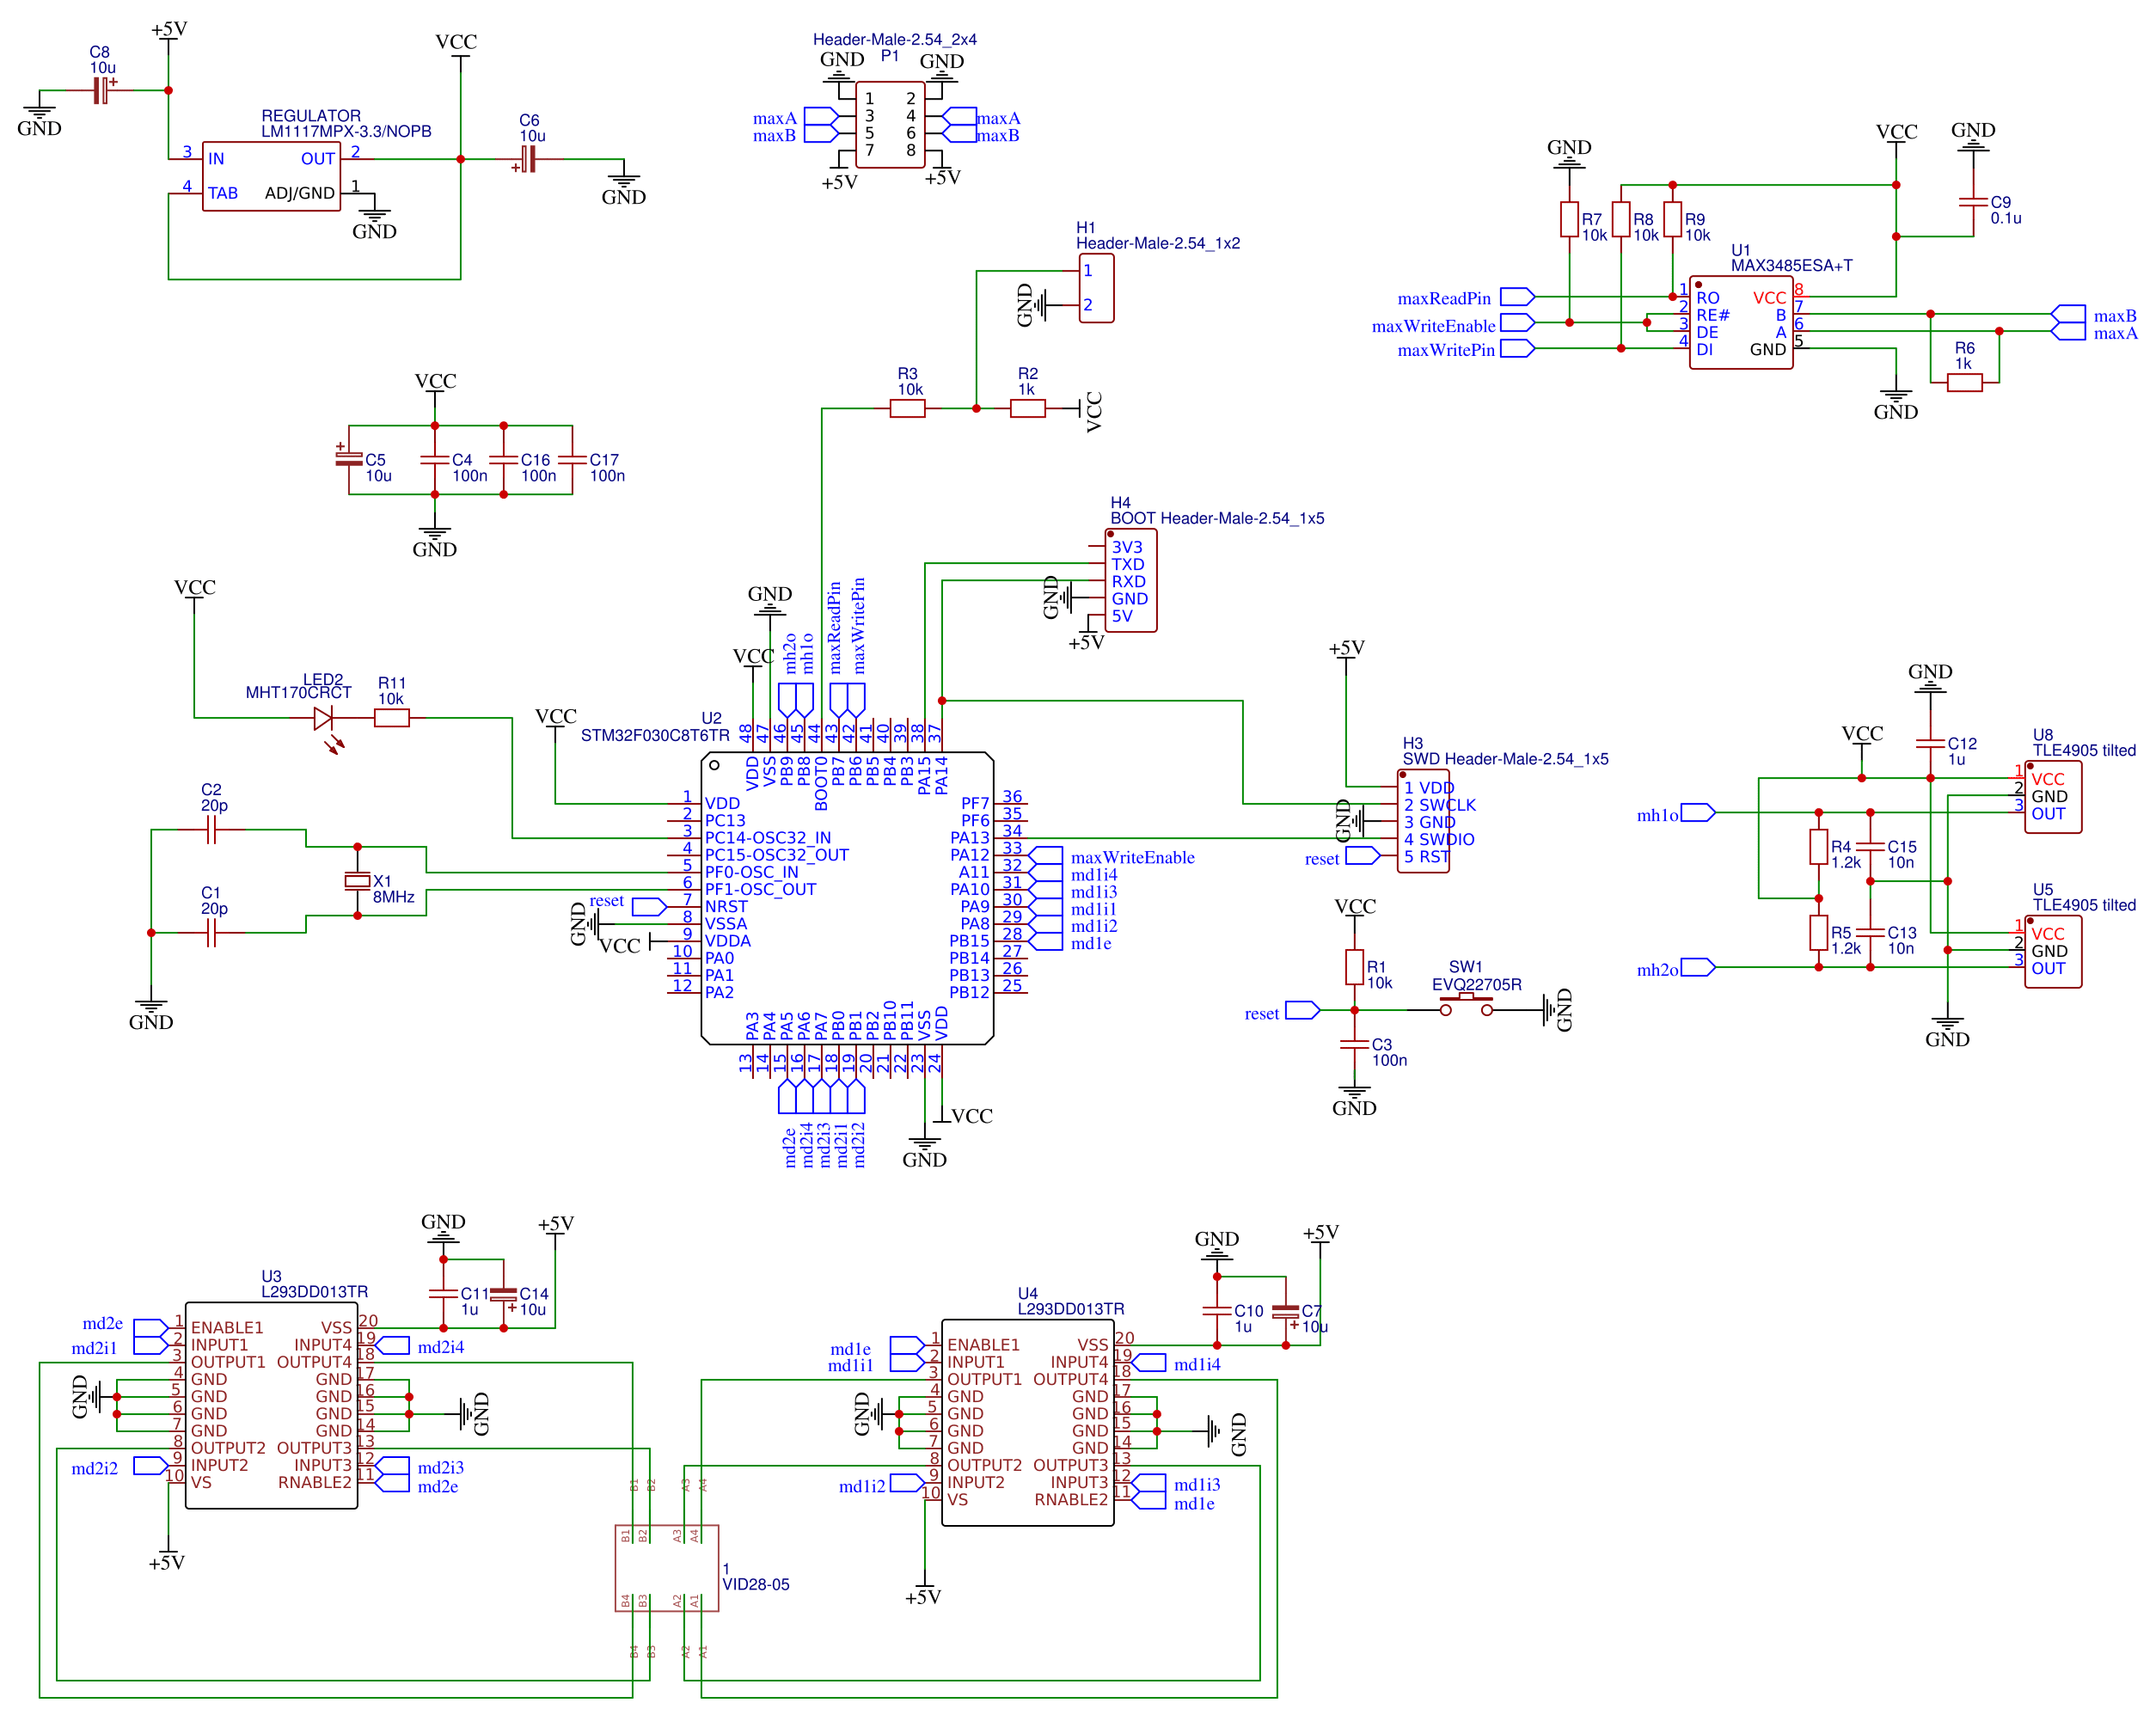 +5V
C8
10u
GND
VCC
REGULATOR
LM1117MPX-3.3/NOPB
3 IN OUT 2
4 TAB ADJ/GND 1
GND
C6
10u
GND
Header-Male-2.54_2x4
P1
GND GND
1 2
maxA 3 4 maxA
maxB 5 6 maxB
7 8
+5V +5V
H1
Header-Male-2.54_1x2
1
GND 2
R3
10k
R2
1k
VCC
GND
VCC
GND
R7
10k
R8
10k
R9
10k
C9
0.1u
U1
MAX3485ESA+T
maxReadPin 1 RO VCC 8
2 RE# B 7 maxB
maxWriteEnable 3 DE A 6 maxA
maxWritePin 4 DI GND 5
R6
1k
GND
VCC
C5
10u
C4
100n
C16
100n
C17
100n
GND
H4
BOOT Header-Male-2.54_1x5
3V3
TXD
RXD
GND GND
5V
+5V
VCC
LED2
MHT170CRCT
R11
10k
VCC
C2
20p
C1
20p
X1
8MHz
GND
U2
STM32F030C8T6TR
VCC
GND
mh2o
mh1o
maxReadPin
maxWritePin
48 47 46 45 44 43 42 41 40 39 38 37
VDD VSS PB9 PB8 BOOT0 PB7 PB6 PB5 PB4 PB3 PA15 PA14
1 VDD
2 PC13
3 PC14-OSC32_IN
4 PC15-OSC32_OUT
5 PF0-OSC_IN
6 PF1-OSC_OUT
reset 7 NRST
GND 8 VSSA
VCC 9 VDDA
10 PA0
11 PA1
12 PA2
PF7 36
PF6 35
PA13 34
PA12 33 maxWriteEnable
A11 32 md1i4
PA10 31 md1i3
PA9 30 md1i1
PA8 29 md1i2
PB15 28 md1e
PB14 27
PB13 26
PB12 25
PA3 PA4 PA5 PA6 PA7 PB0 PB1 PB2 PB10 PB11 VSS VDD
13 14 15 16 17 18 19 20 21 22 23 24
md2e
md2i4
md2i3
md2i1
md2i2
GND
VCC
+5V
H3
SWD Header-Male-2.54_1x5
1 VDD
2 SWCLK
GND 3 GND
4 SWDIO
reset 5 RST
VCC
R1
10k
reset
SW1
EVQ22705R
GND
C3
100n
GND
GND
VCC
C12
1u
U8
TLE4905 tilted
1 VCC
2 GND
mh1o 3 OUT
R4
1.2k
C15
10n
R5
1.2k
C13
10n
U5
TLE4905 tilted
1 VCC
2 GND
mh2o 3 OUT
GND
GND
+5V
C11
1u
C14
10u
U3
L293DD013TR
md2e 1 ENABLE1 VSS 20
md2i1 2 INPUT1 INPUT4 19 md2i4
3 OUTPUT1 OUTPUT4 18
4 GND GND 17
GND 5 GND GND 16
6 GND GND 15 GND
7 GND GND 14
8 OUTPUT2 OUTPUT3 13
md2i2 9 INPUT2 INPUT3 12 md2i3
10 VS RNABLE2 11 md2e
+5V
GND
+5V
C10
1u
C7
10u
U4
L293DD013TR
md1e 1 ENABLE1 VSS 20
md1i1 2 INPUT1 INPUT4 19 md1i4
3 OUTPUT1 OUTPUT4 18
4 GND GND 17
GND 5 GND GND 16
6 GND GND 15 GND
7 GND GND 14
8 OUTPUT2 OUTPUT3 13
md1i2 9 INPUT2 INPUT3 12 md1i3
10 VS RNABLE2 11 md1e
+5V
B1 B2 A3 A4
B1 B2 A3 A4
1
VID28-05
B4 B3 A2 A1
B4 B3 A2 A1